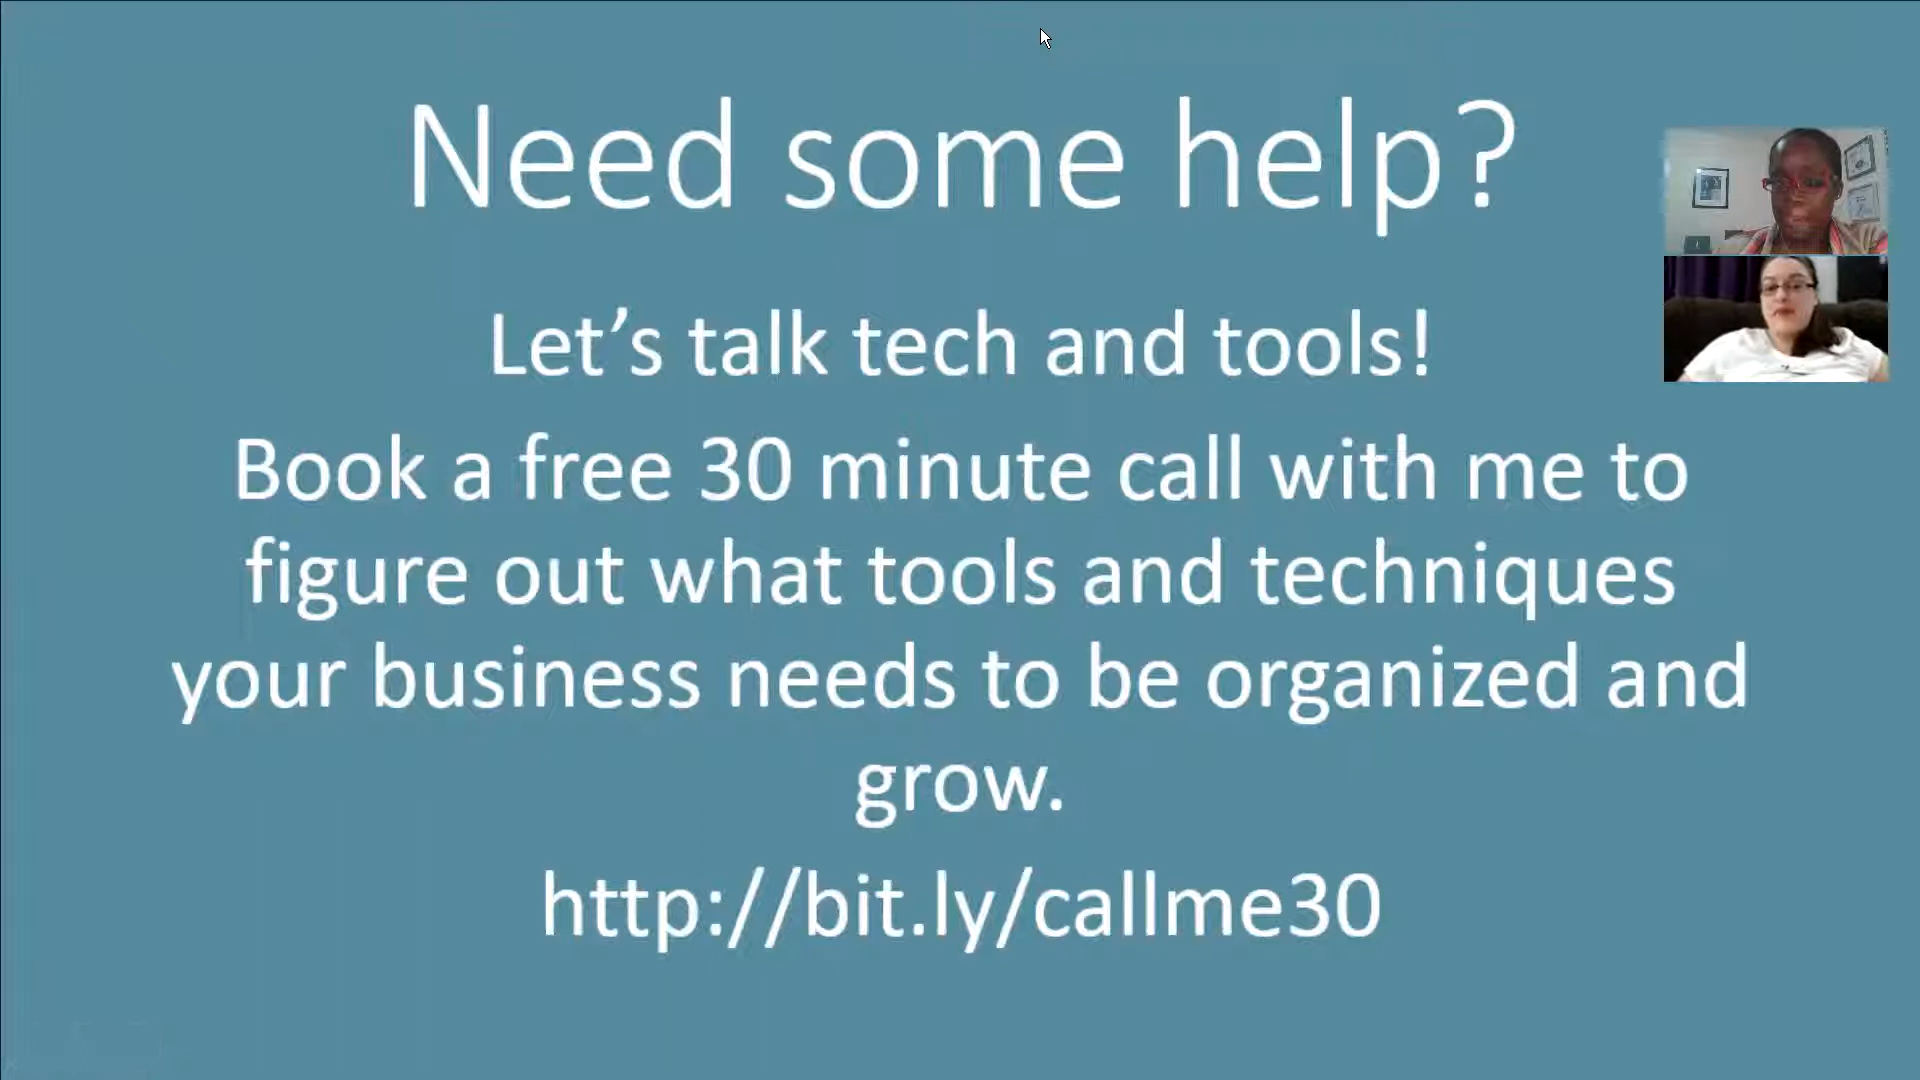 Need some help?
Let’s talk tech and tools!
Book a free 30 minute call with me to
figure out what tools and techniques
your business needs to be organized and
grow.
http://bit.ly/callme30